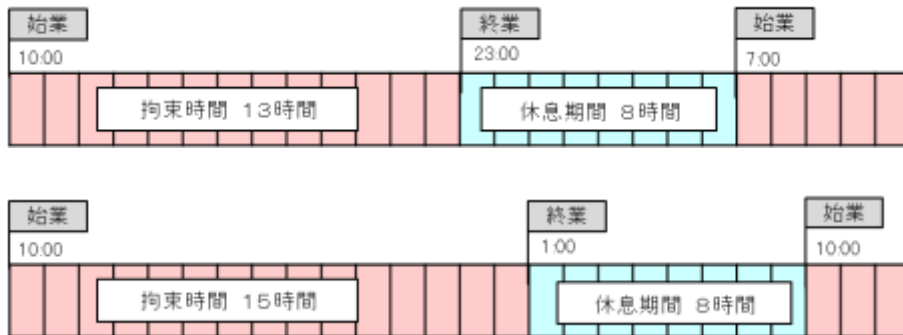 始業
終業
始業
10:00
23:00
7:00
拘束時間 13時間
休息期間 8時間
始業
終業
始業
10:00
1:00
10:00
拘束時間 15時間
休息期間 8時間